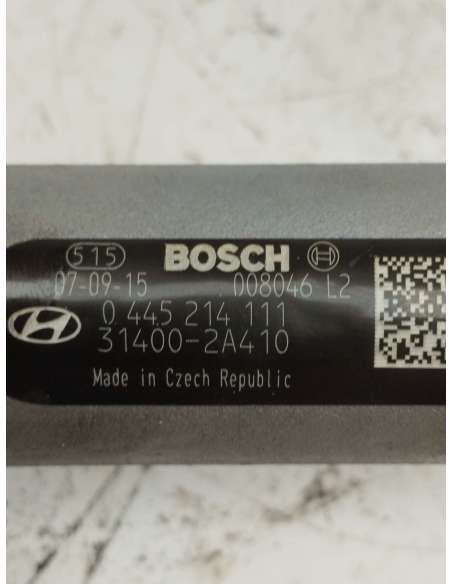 515 BOSCH
07-09-15 008046 L2
0 445 214 111
31400-2A410
Made in Czech Republic